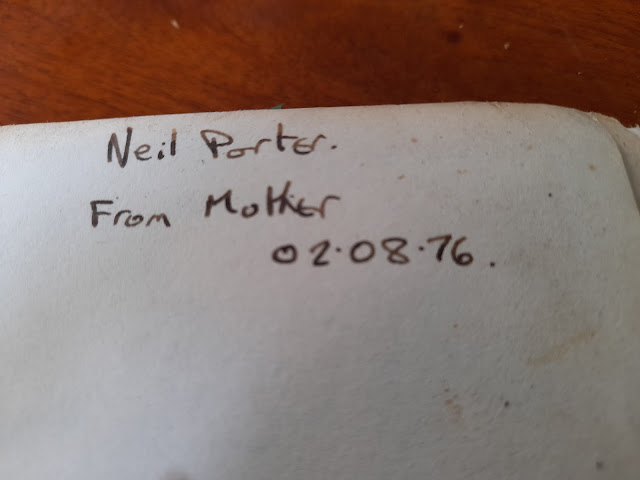 Neil Porter.
From Mother
02.08.76.